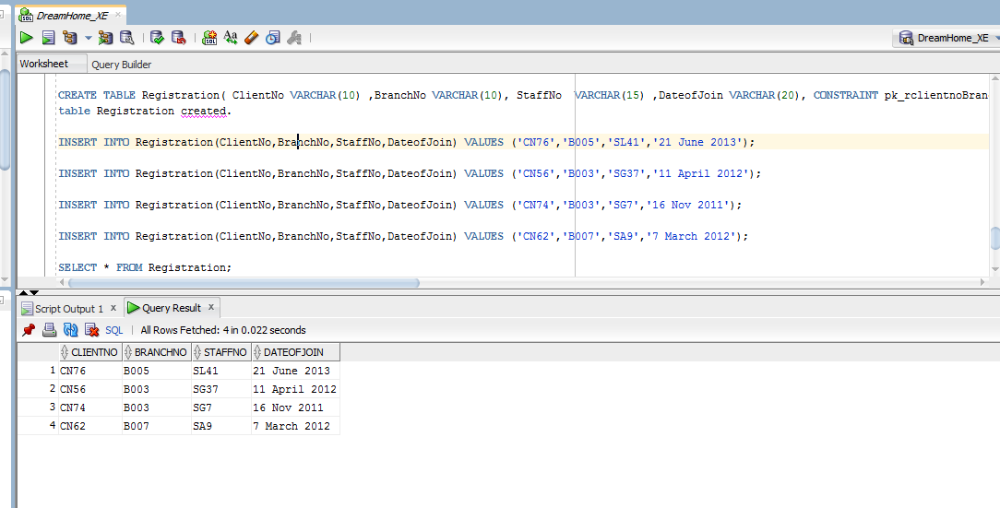 DreamHome_XE
DreamHome_XE
Worksheet Query Builder
CREATE TABLE Registration( ClientNo VARCHAR(10) ,BranchNo VARCHAR(10), StaffNo  VARCHAR(15) ,DateofJoin VARCHAR(20), CONSTRAINT pk_rclientnoBran
table Registration created.
INSERT INTO Registration(ClientNo,BranchNo,StaffNo,DateofJoin) VALUES ('CN76','B005','SL41','21 June 2013');
INSERT INTO Registration(ClientNo,BranchNo,StaffNo,DateofJoin) VALUES ('CN56','B003','SG37','11 April 2012');
INSERT INTO Registration(ClientNo,BranchNo,StaffNo,DateofJoin) VALUES ('CN74','B003','SG7','16 Nov 2011');
INSERT INTO Registration(ClientNo,BranchNo,StaffNo,DateofJoin) VALUES ('CN62','B007','SA9','7 March 2012');
SELECT * FROM Registration;
Script Output 1 x Query Result x
SQL | All Rows Fetched: 4 in 0.022 seconds
CLIENTNO BRANCHNO STAFFNO DATEOFJOIN
1 CN76 B005 SL41 21 June 2013
2 CN56 B003 SG37 11 April 2012
3 CN74 B003 SG7 16 Nov 2011
4 CN62 B007 SA9 7 March 2012